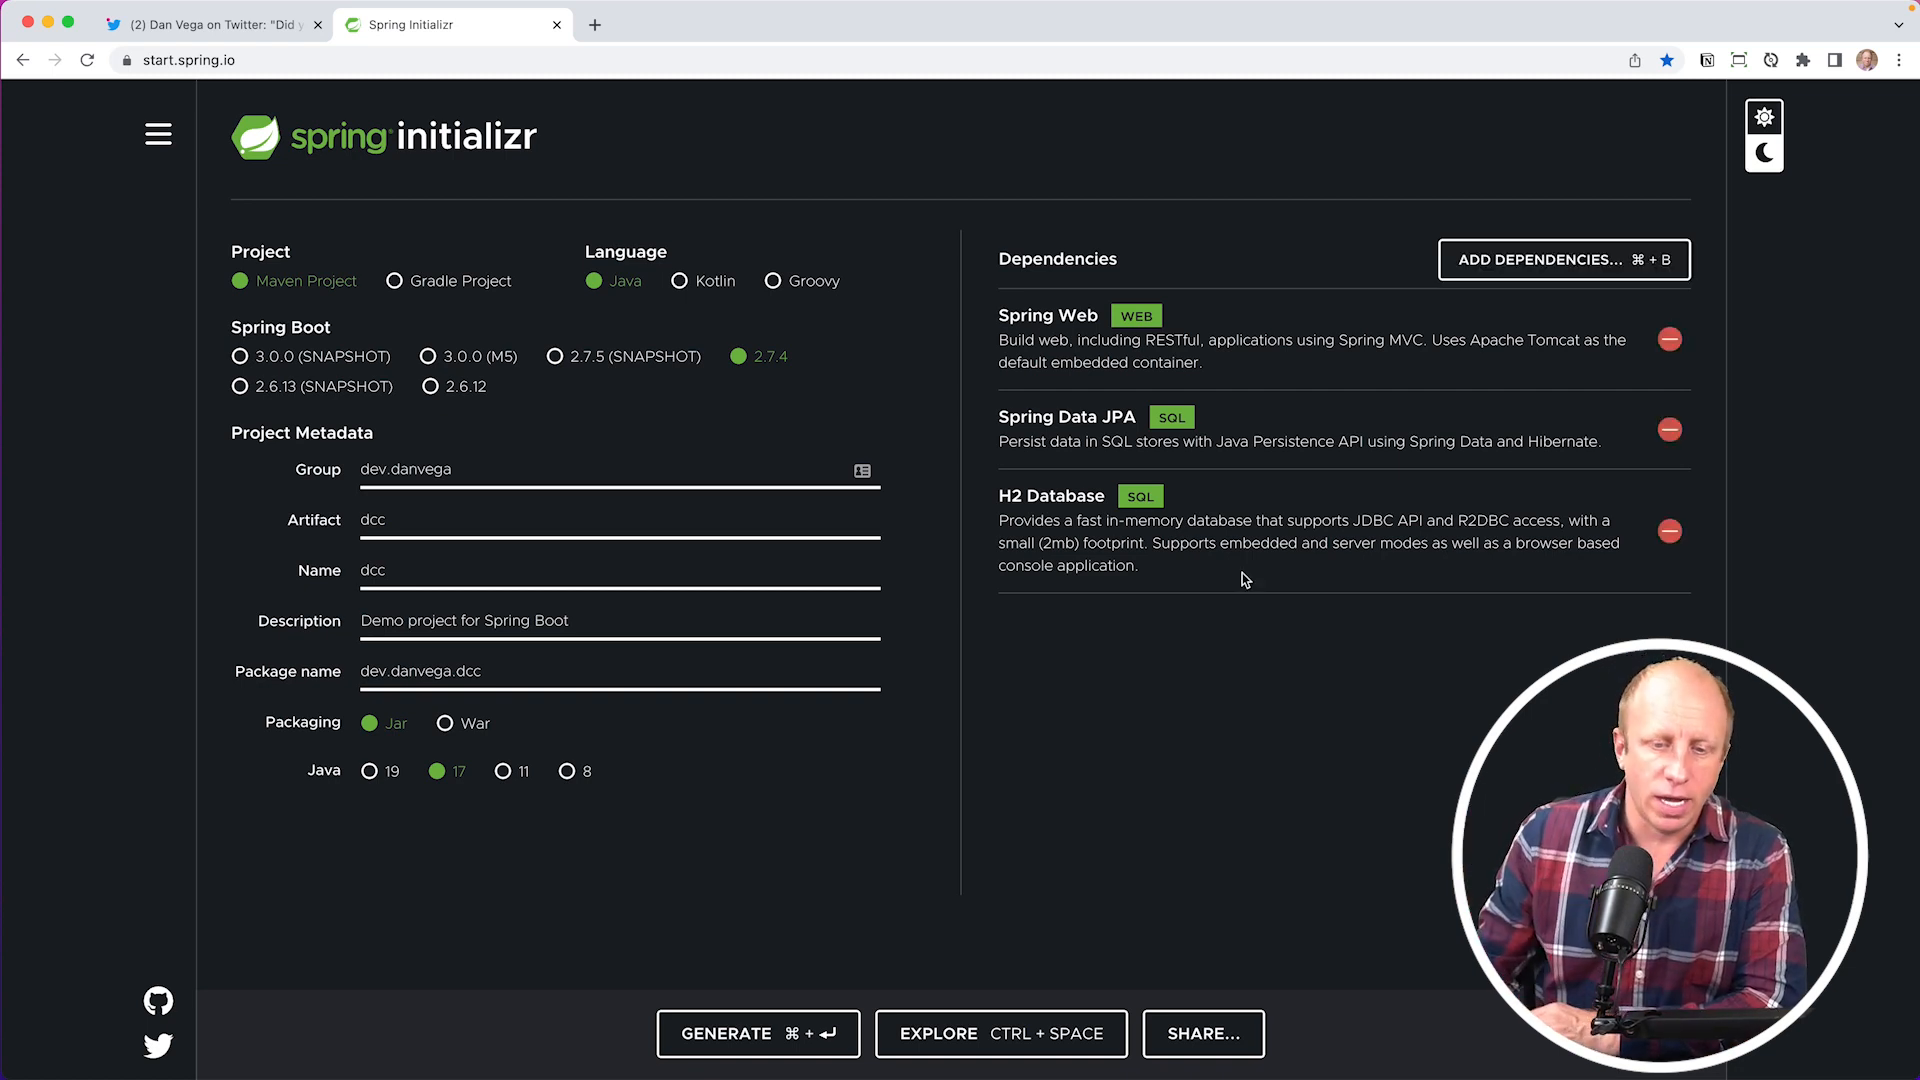 (2) Dan Vega on Twitter: "Did y
Spring Initializr
start.spring.io
spring initializr
Project
Maven Project
Gradle Project
Language
Java
Kotlin
Groovy
Spring Boot
3.0.0 (SNAPSHOT)
3.0.0 (M5)
2.7.5 (SNAPSHOT)
2.7.4
2.6.13 (SNAPSHOT)
2.6.12
Project Metadata
Group
dev.danvega
Artifact
dcc
Name
dcc
Description
Demo project for Spring Boot
Package name
dev.danvega.dcc
Packaging
Jar
War
Java
19
17
11
8
Dependencies
ADD DEPENDENCIES... ⌘ + B
Spring Web WEB
Build web, including RESTful, applications using Spring MVC. Uses Apache Tomcat as the
default embedded container.
Spring Data JPA SQL
Persist data in SQL stores with Java Persistence API using Spring Data and Hibernate.
H2 Database SQL
Provides a fast in-memory database that supports JDBC API and R2DBC access, with a
small (2mb) footprint. Supports embedded and server modes as well as a browser based
console application.
GENERATE ⌘ + ↵
EXPLORE CTRL + SPACE
SHARE...